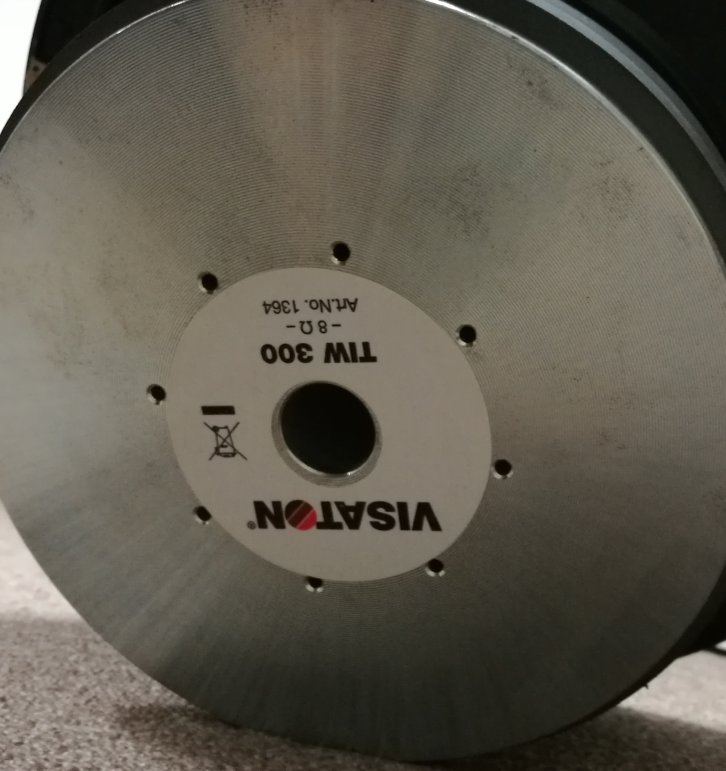 VISATON®
TIW 300
– 8 Ω –
Art.No. 1364